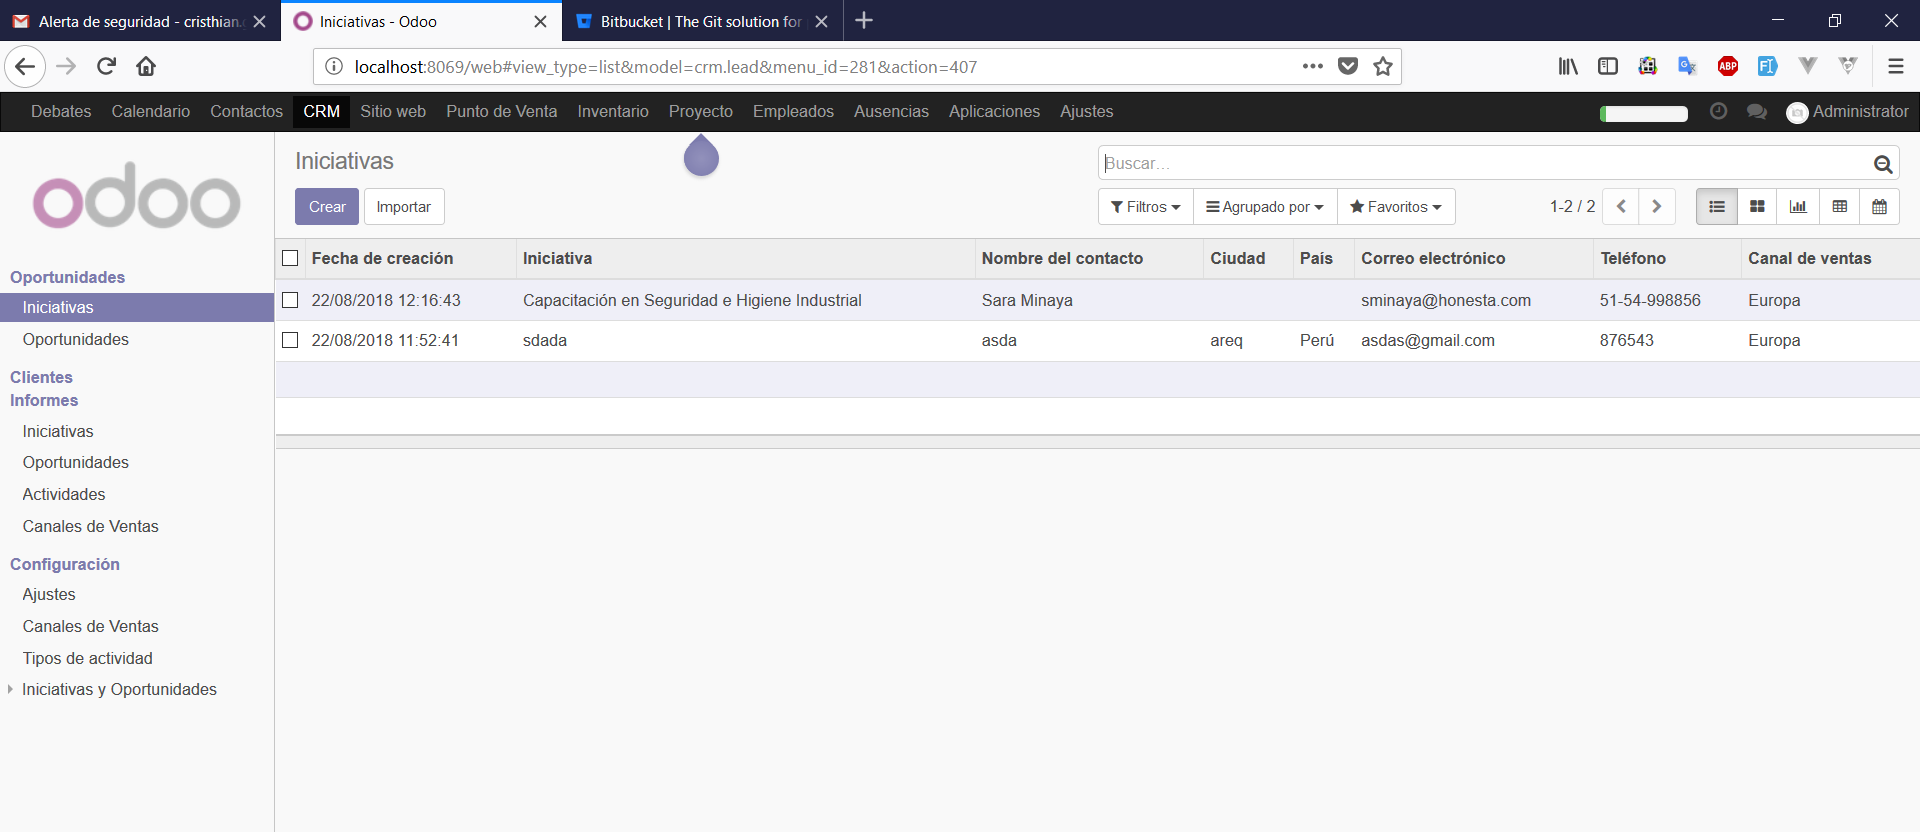 Alerta de seguridad - cristhian.
Iniciativas - Odoo
Bitbucket | The Git solution for
localhost:8069/web#view_type=list&model=crm.lead&menu_id=281&action=407
ABP
Debates Calendario Contactos CRM Sitio web Punto de Venta Inventario Proyecto Empleados Ausencias Aplicaciones Ajustes Administrator
odoo
Iniciativas
Buscar...
Crear Importar
Filtros Agrupado por Favoritos 1-2 / 2
Oportunidades
Iniciativas
Oportunidades
Clientes
Informes
Iniciativas
Oportunidades
Actividades
Canales de Ventas
Configuración
Ajustes
Canales de Ventas
Tipos de actividad
Iniciativas y Oportunidades
Fecha de creación Iniciativa Nombre del contacto Ciudad País Correo electrónico Teléfono Canal de ventas
22/08/2018 12:16:43 Capacitación en Seguridad e Higiene Industrial Sara Minaya sminaya@honesta.com 51-54-998856 Europa
22/08/2018 11:52:41 sdada asda areq Perú asdas@gmail.com 876543 Europa